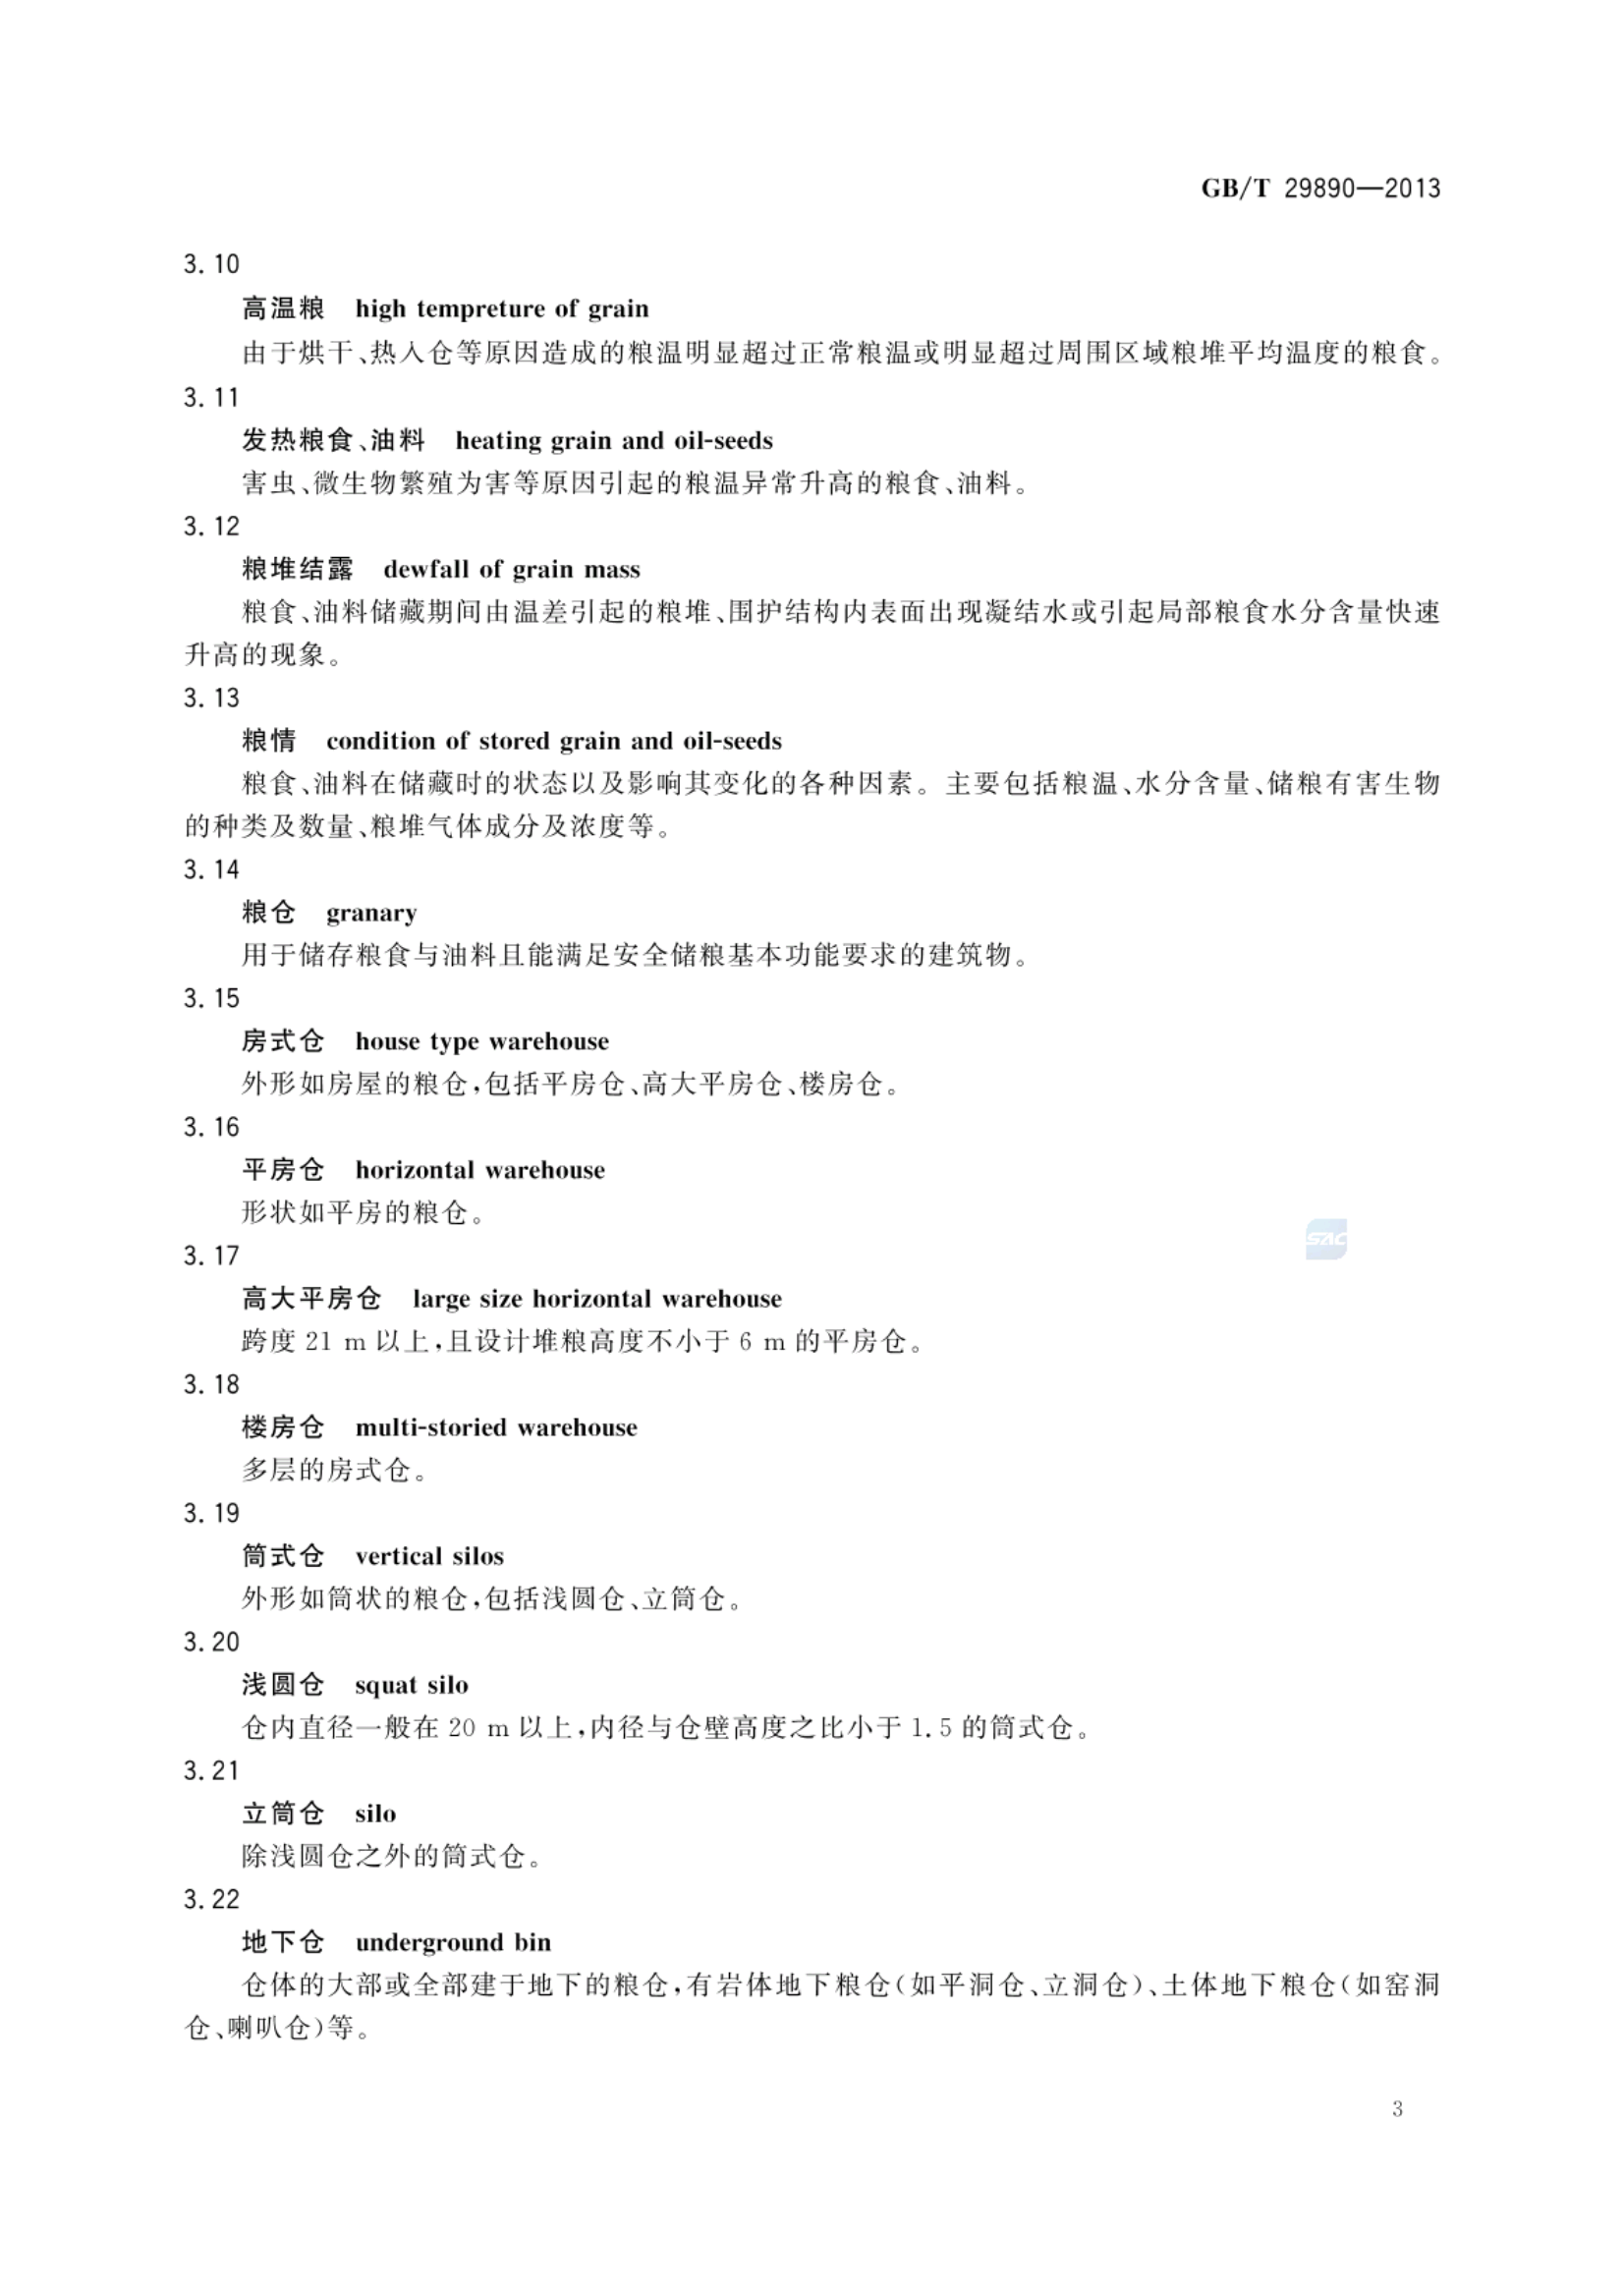 GB/T 29890—2013
3.10
高温粮 high tempreture of grain
由于烘干、热入仓等原因造成的粮温明显超过正常粮温或明显超过周围区域粮堆平均温度的粮食。
3.11
发热粮食、油料 heating grain and oil-seeds
害虫、微生物繁殖为害等原因引起的粮温异常升高的粮食、油料。
3.12
粮堆结露 dewfall of grain mass
粮食、油料储藏期间由温差引起的粮堆、围护结构内表面出现凝结水或引起局部粮食水分含量快速
升高的现象。
3.13
粮情 condition of stored grain and oil-seeds
粮食、油料在储藏时的状态以及影响其变化的各种因素。主要包括粮温、水分含量、储粮有害生物
的种类及数量、粮堆气体成分及浓度等。
3.14
粮仓 granary
用于储存粮食与油料且能满足安全储粮基本功能要求的建筑物。
3.15
房式仓 house type warehouse
外形如房屋的粮仓,包括平房仓、高大平房仓、楼房仓。
3.16
平房仓 horizontal warehouse
形状如平房的粮仓。
SAC
3.17
高大平房仓 large size horizontal warehouse
跨度 21 m 以上,且设计堆粮高度不小于 6 m 的平房仓。
3.18
楼房仓 multi-storied warehouse
多层的房式仓。
3.19
筒式仓 vertical silos
外形如筒状的粮仓,包括浅圆仓、立筒仓。
3.20
浅圆仓 squat silo
仓内直径一般在 20 m 以上,内径与仓壁高度之比小于 1.5 的筒式仓。
3.21
立筒仓 silo
除浅圆仓之外的筒式仓。
3.22
地下仓 underground bin
仓体的大部或全部建于地下的粮仓,有岩体地下粮仓(如平洞仓、立洞仓)、土体地下粮仓(如窑洞
仓、喇叭仓)等。
3